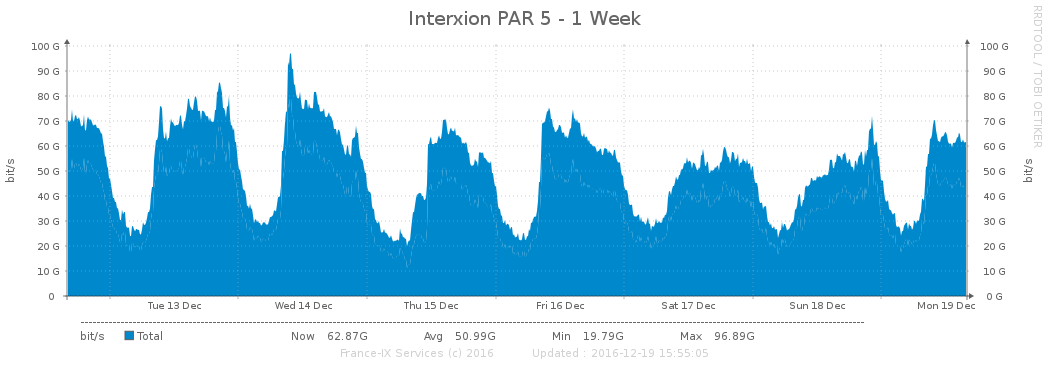 Interxion PAR 5 - 1 Week
RRDTOOL / TOBI OETIKER
bit/s
bit/s
100 G 100 G
90 G 90 G
80 G 80 G
70 G 70 G
60 G 60 G
50 G 50 G
40 G 40 G
30 G 30 G
20 G 20 G
10 G 10 G
0 0 G
Tue 13 Dec Wed 14 Dec Thu 15 Dec Fri 16 Dec Sat 17 Dec Sun 18 Dec Mon 19 Dec
bit/s Total Now 62.87G Avg 50.99G Min 19.79G Max 96.89G
France-IX Services (c) 2016 Updated : 2016-12-19 15:55:05